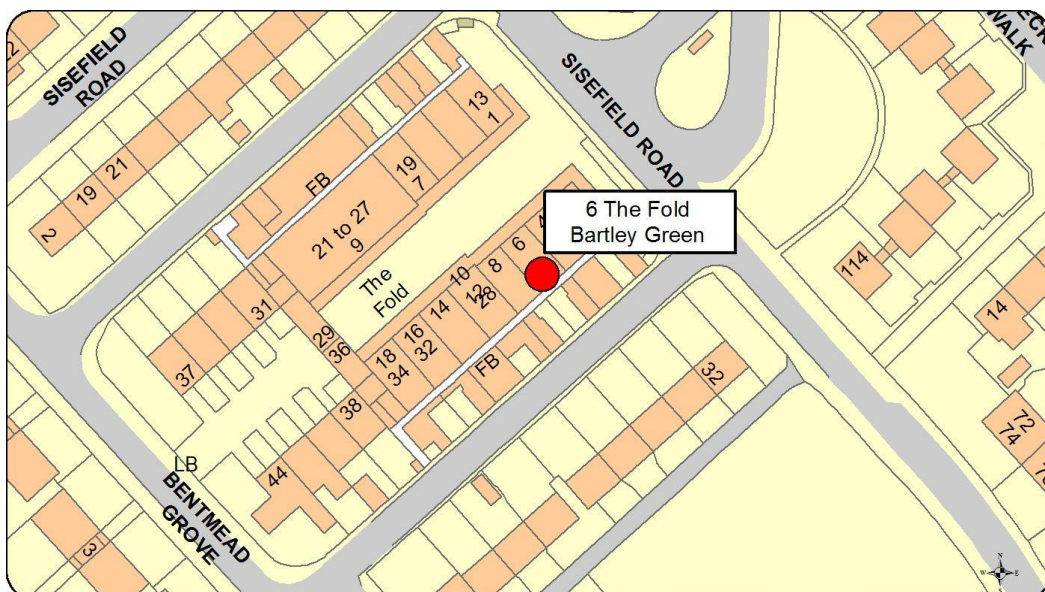 SISEFIELD
ROAD
SISEFIELD ROAD
WALK
6 The Fold
Bartley Green
2
19
21
FB
13
1
19
7
21 to 27
9
The
Fold
31
37
29
36
10
12
28
8
6
4
14
16
32
18
34
38
44
FB
32
114
14
72
74
LB
BENTMEAD
GROVE
3
N
W
E
S